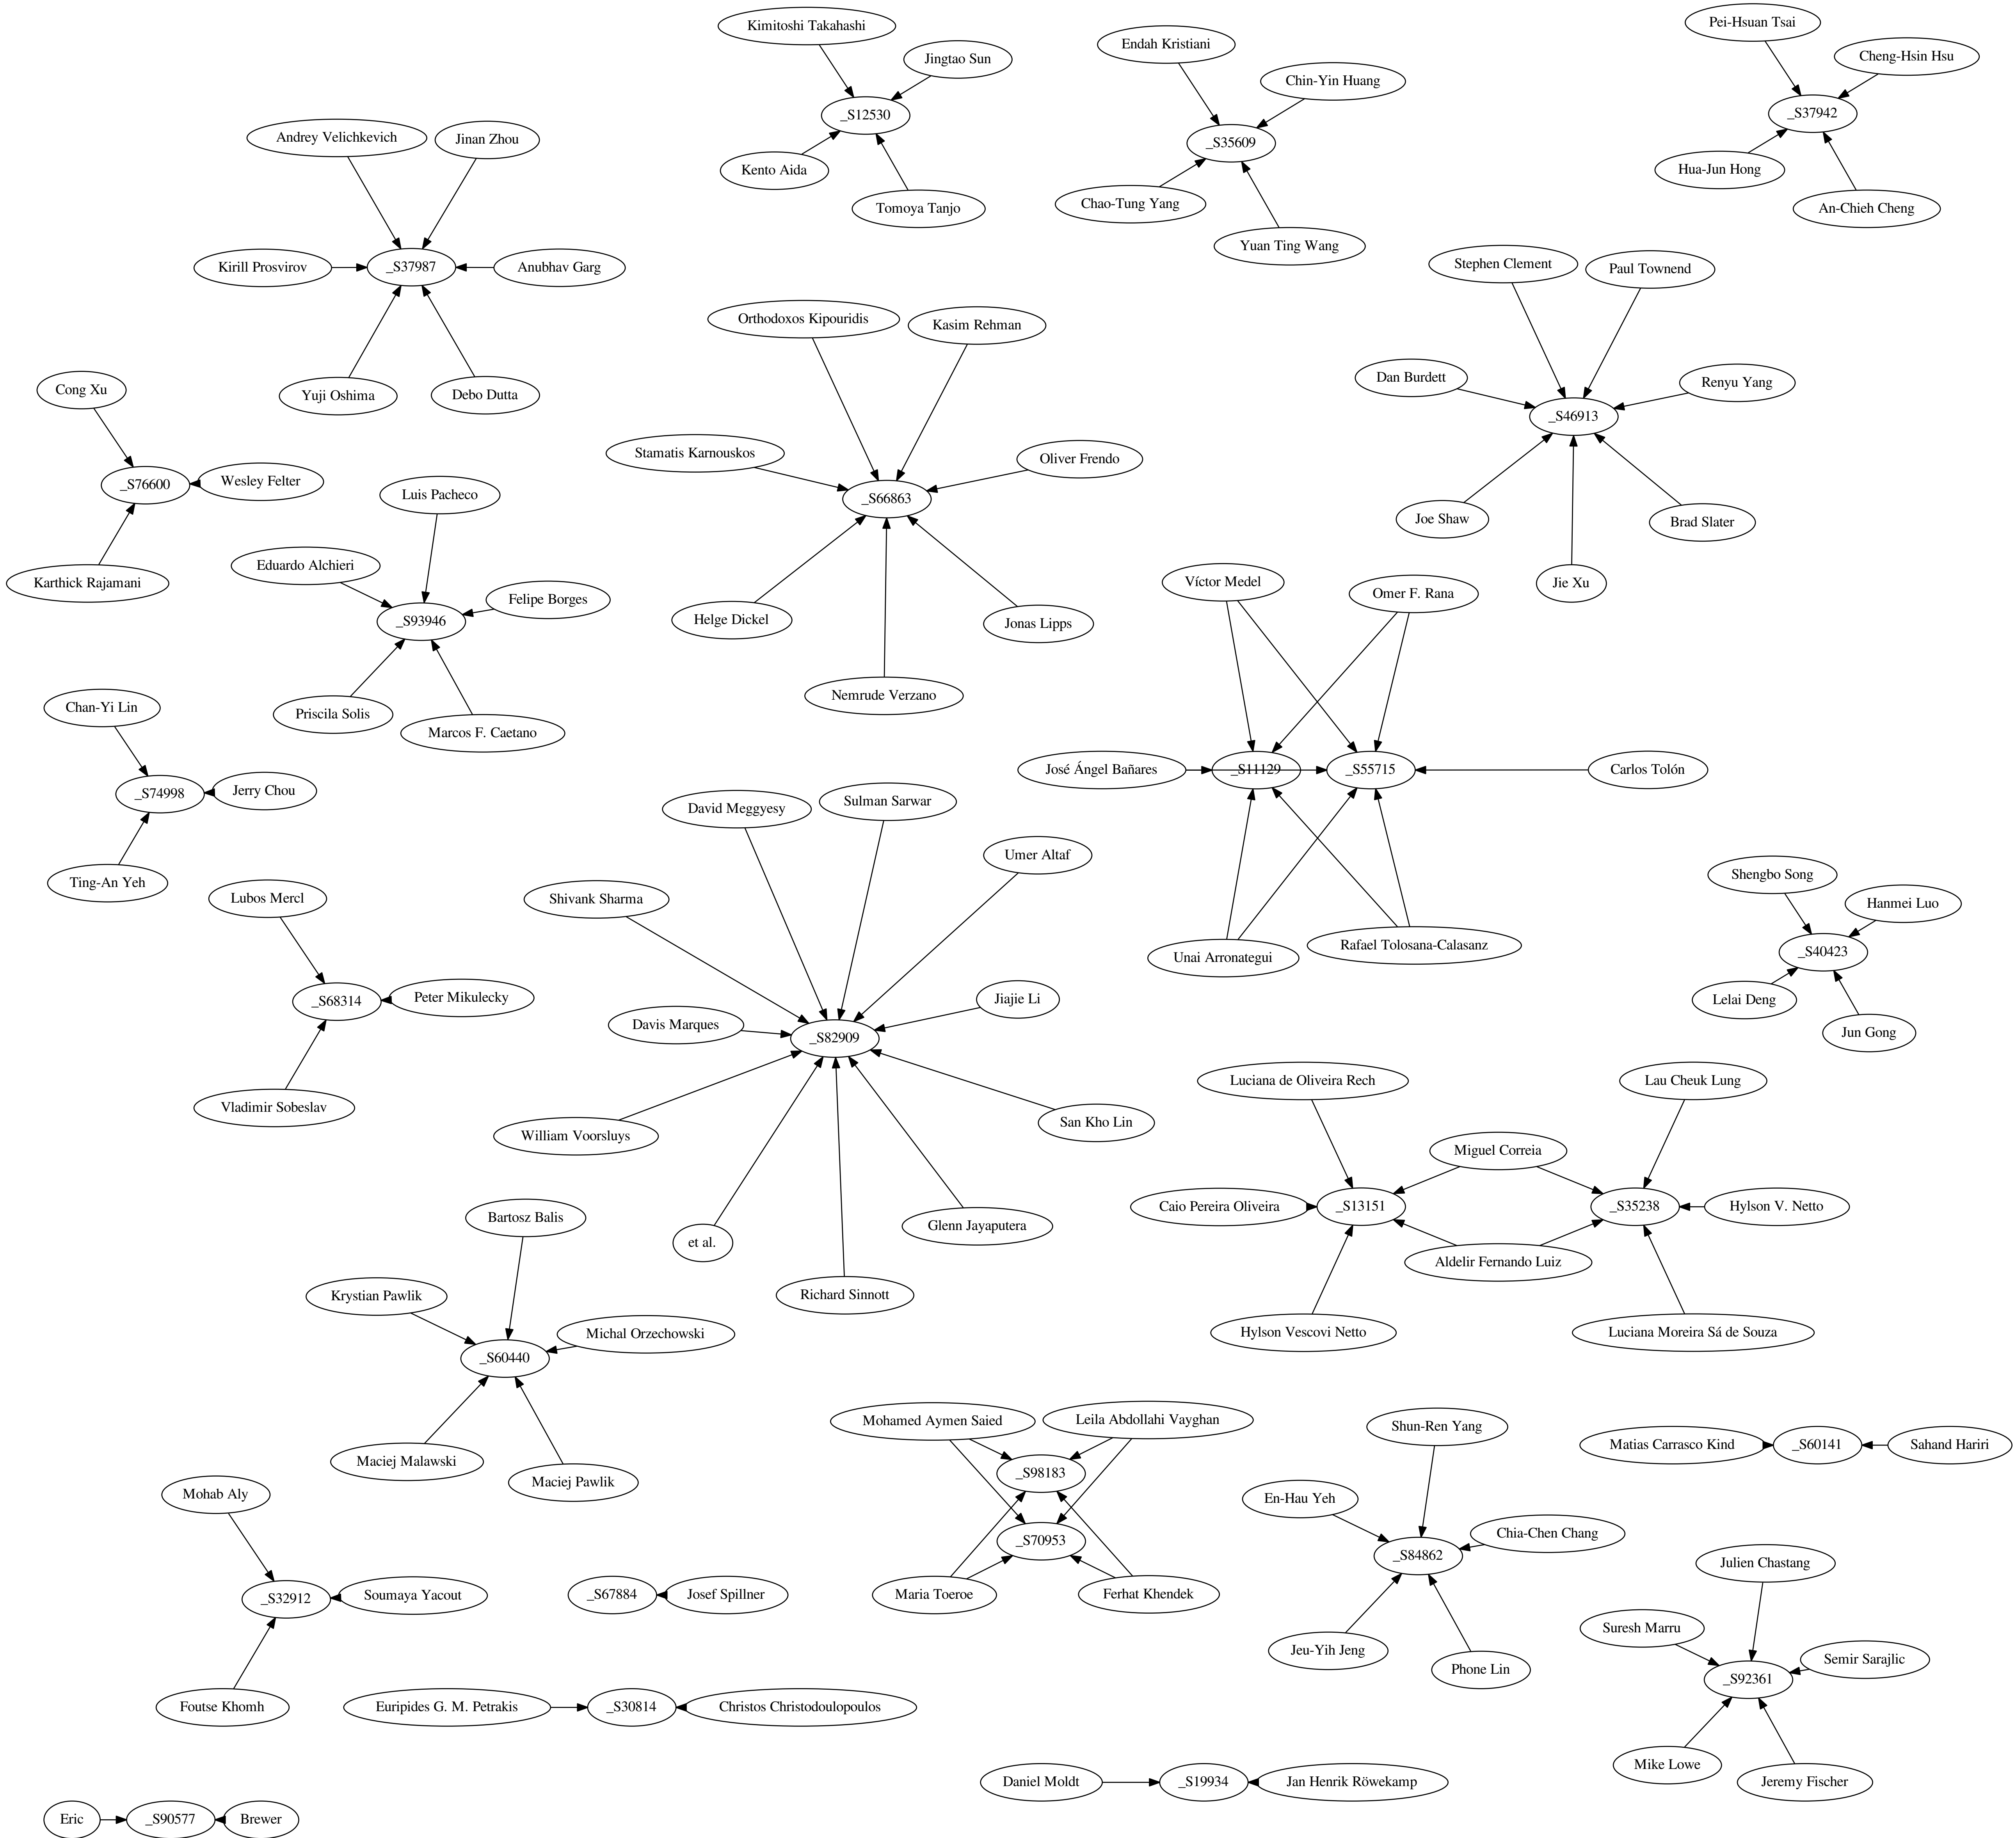 Kimitoshi Takahashi
Jingtao Sun
_S12530
Kento Aida
Tomoya Tanjo
Endah Kristiani
Chin-Yin Huang
_S35609
Chao-Tung Yang
Yuan Ting Wang
Pei-Hsuan Tsai
Cheng-Hsin Hsu
_S37942
Hua-Jun Hong
An-Chieh Cheng
Andrey Velichkevich
Jinan Zhou
Kirill Prosvirov
_S37987
Anubhav Garg
Yuji Oshima
Debo Dutta
Stephen Clement
Paul Townend
Dan Burdett
Renyu Yang
_S46913
Joe Shaw
Brad Slater
Jie Xu
Orthodoxos Kipouridis
Kasim Rehman
Stamatis Karnouskos
Oliver Frendo
_S66863
Helge Dickel
Jonas Lipps
Nemrude Verzano
Cong Xu
_S76600
Wesley Felter
Karthick Rajamani
Luis Pacheco
Eduardo Alchieri
Felipe Borges
_S93946
Priscila Solis
Marcos F. Caetano
Víctor Medel
Omer F. Rana
José Ángel Bañares
_S11129
_S55715
Carlos Tolón
Unai Arronategui
Rafael Tolosana-Calasanz
Chan-Yi Lin
_S74998
Jerry Chou
Ting-An Yeh
David Meggyesy
Sulman Sarwar
Umer Altaf
Shivank Sharma
Jiajie Li
Davis Marques
_S82909
William Voorsluys
San Kho Lin
et al.
Glenn Jayaputera
Richard Sinnott
Lubos Mercl
_S68314
Peter Mikulecky
Vladimir Sobeslav
Shengbo Song
Hanmei Luo
_S40423
Lelai Deng
Jun Gong
Luciana de Oliveira Rech
Lau Cheuk Lung
Miguel Correia
Caio Pereira Oliveira
_S13151
_S35238
Hylson V. Netto
Aldelir Fernando Luiz
Hylson Vescovi Netto
Luciana Moreira Sá de Souza
Bartosz Balis
Krystian Pawlik
Michal Orzechowski
_S60440
Maciej Malawski
Maciej Pawlik
Mohamed Aymen Saied
Leila Abdollahi Vayghan
_S98183
_S70953
Maria Toeroe
Ferhat Khendek
Shun-Ren Yang
En-Hau Yeh
Chia-Chen Chang
_S84862
Jeu-Yih Jeng
Phone Lin
Matias Carrasco Kind
_S60141
Sahand Hariri
Mohab Aly
_S32912
Soumaya Yacout
Foutse Khomh
_S67884
Josef Spillner
Julien Chastang
Suresh Marru
Semir Sarajlic
_S92361
Mike Lowe
Jeremy Fischer
Euripides G. M. Petrakis
_S30814
Christos Christodoulopoulos
Daniel Moldt
_S19934
Jan Henrik Röwekamp
Eric
_S90577
Brewer